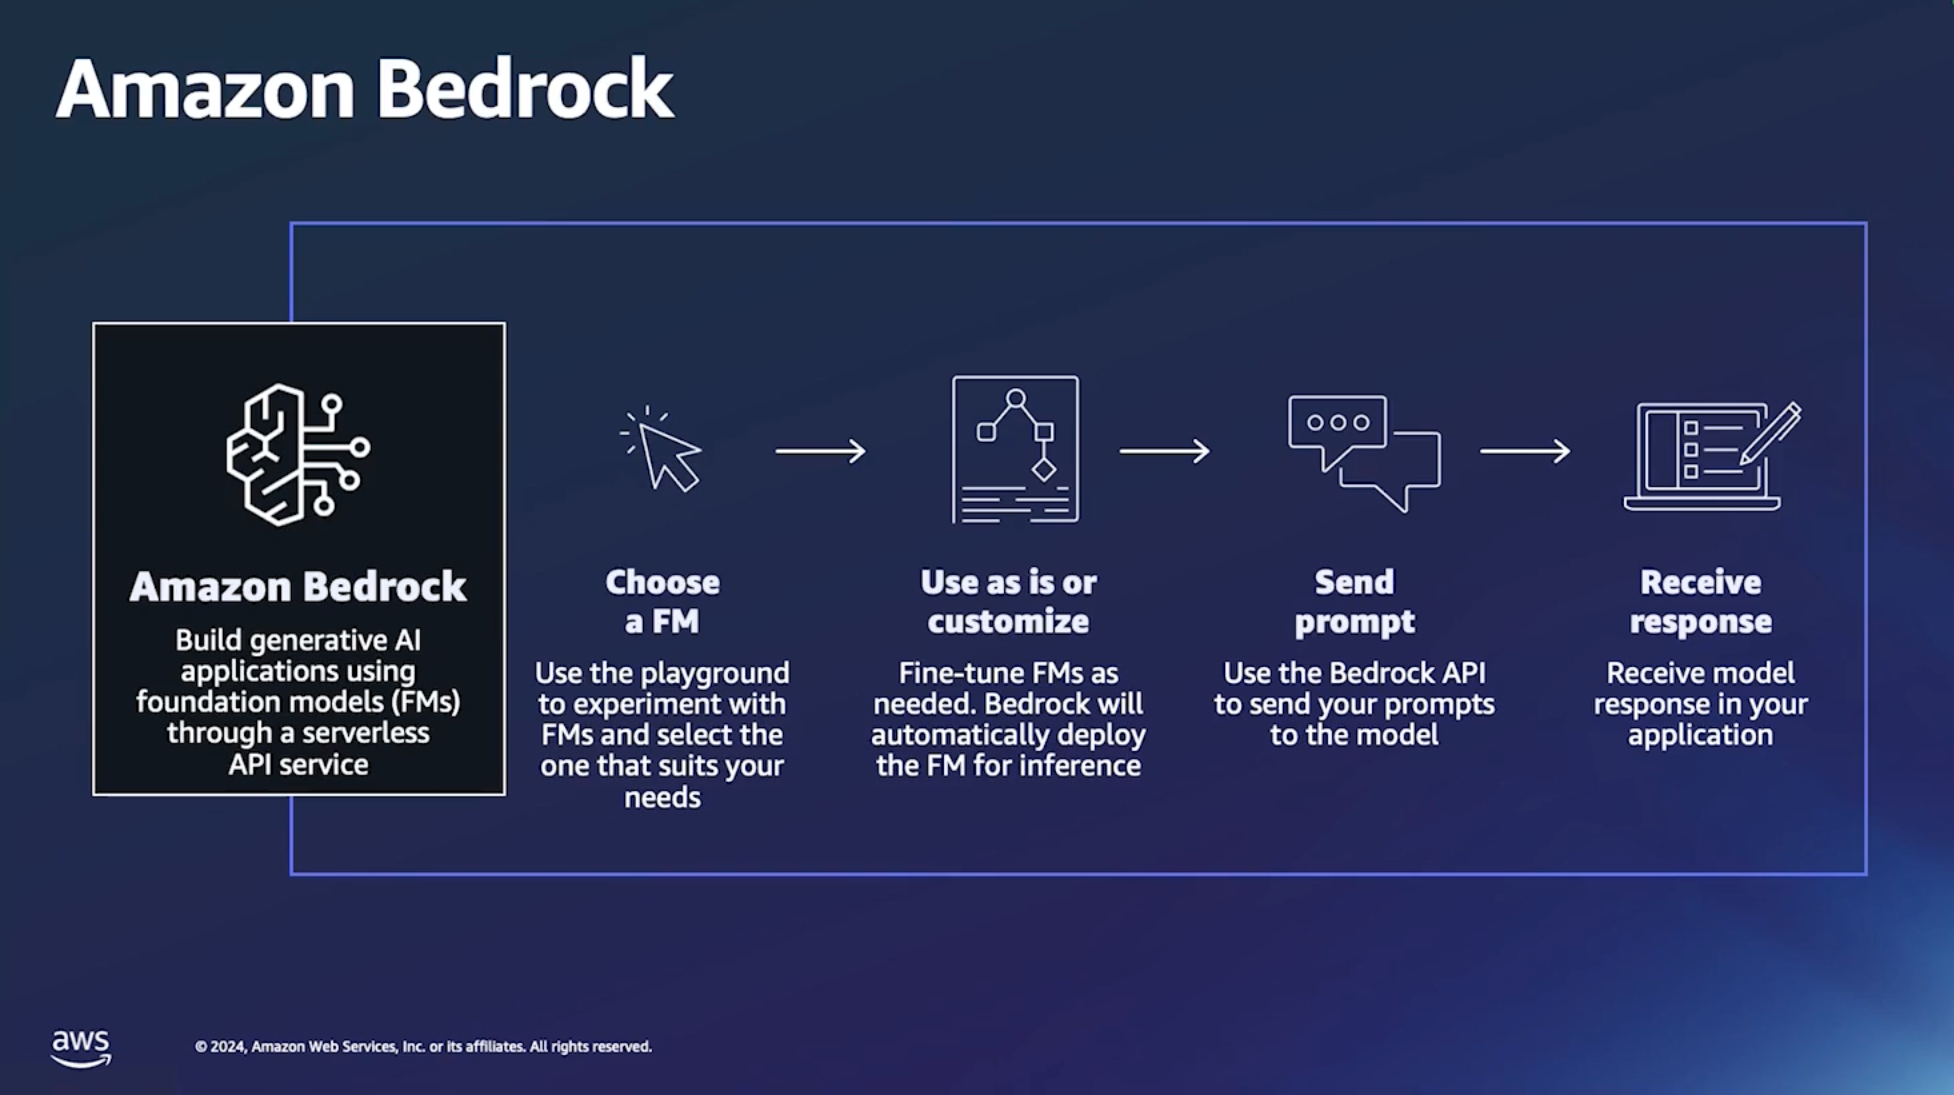 Amazon Bedrock
Amazon Bedrock
Build generative AI
applications using
foundation models (FMs)
through a serverless
API service
Choose
a FM
Use the playground
to experiment with
FMs and select the
one that suits your
needs
Use as is or
customize
Fine-tune FMs as
needed. Bedrock will
automatically deploy
the FM for inference
Send
prompt
Use the Bedrock API
to send your prompts
to the model
Receive
response
Receive model
response in your
application
aws
© 2024, Amazon Web Services, Inc. or its affiliates. All rights reserved.